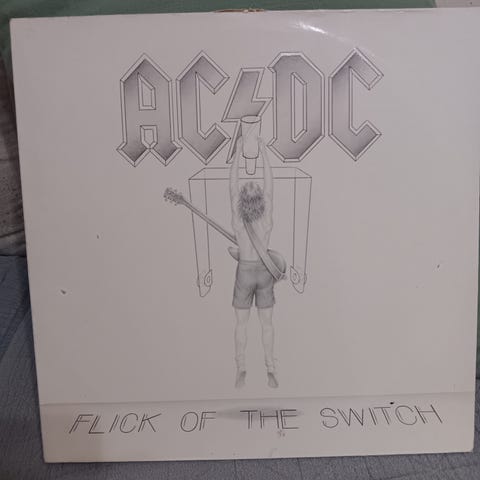 AC⚡DC
FLICK OF THE SWITCH